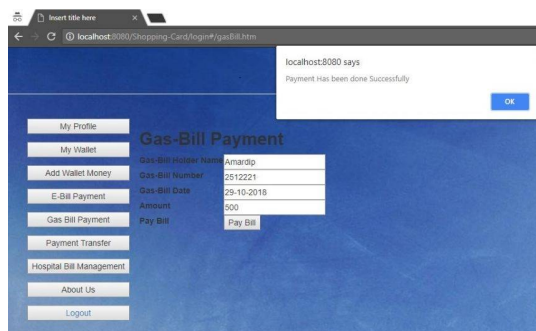 Insert title here
localhost:8080/Shopping-Card/login#/gasBill.htm
localhost:8080 says
Payment Has been done Successfully
OK
My Profile
My Wallet
Add Wallet Money
E-Bill Payment
Gas Bill Payment
Payment Transfer
Hospital Bill Management
About Us
Logout
Gas-Bill Payment
Gas-Bill Holder Name Amardip
Gas-Bill Number 2512221
Gas-Bill Date 29-10-2018
Amount 500
Pay Bill Pay Bill